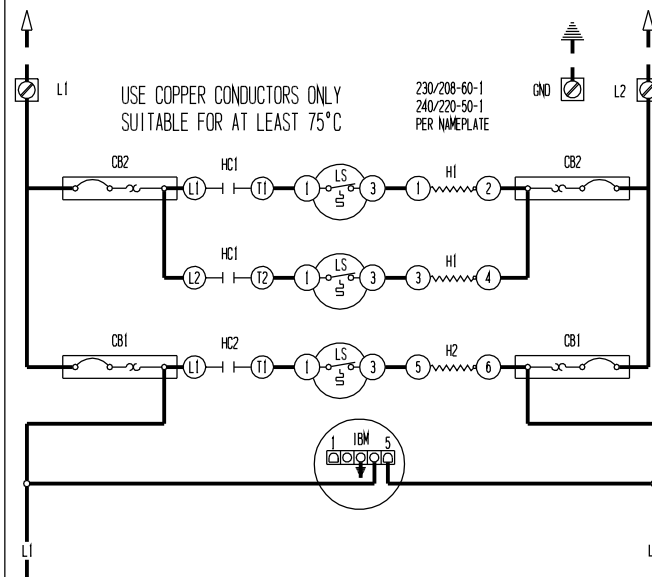 L1
USE COPPER CONDUCTORS ONLY
SUITABLE FOR AT LEAST 75°C
230/208-60-1
240/220-50-1
PER NAMEPLATE
GND
L2
CB2 HC1 LS H1 CB2
L1 T1 1 3 1 2
HC1 LS H1
L2 T2 1 3 3 4
CB1 HC2 LS H2 CB1
L1 T1 1 3 5 6
1 IBM 5
L1
L